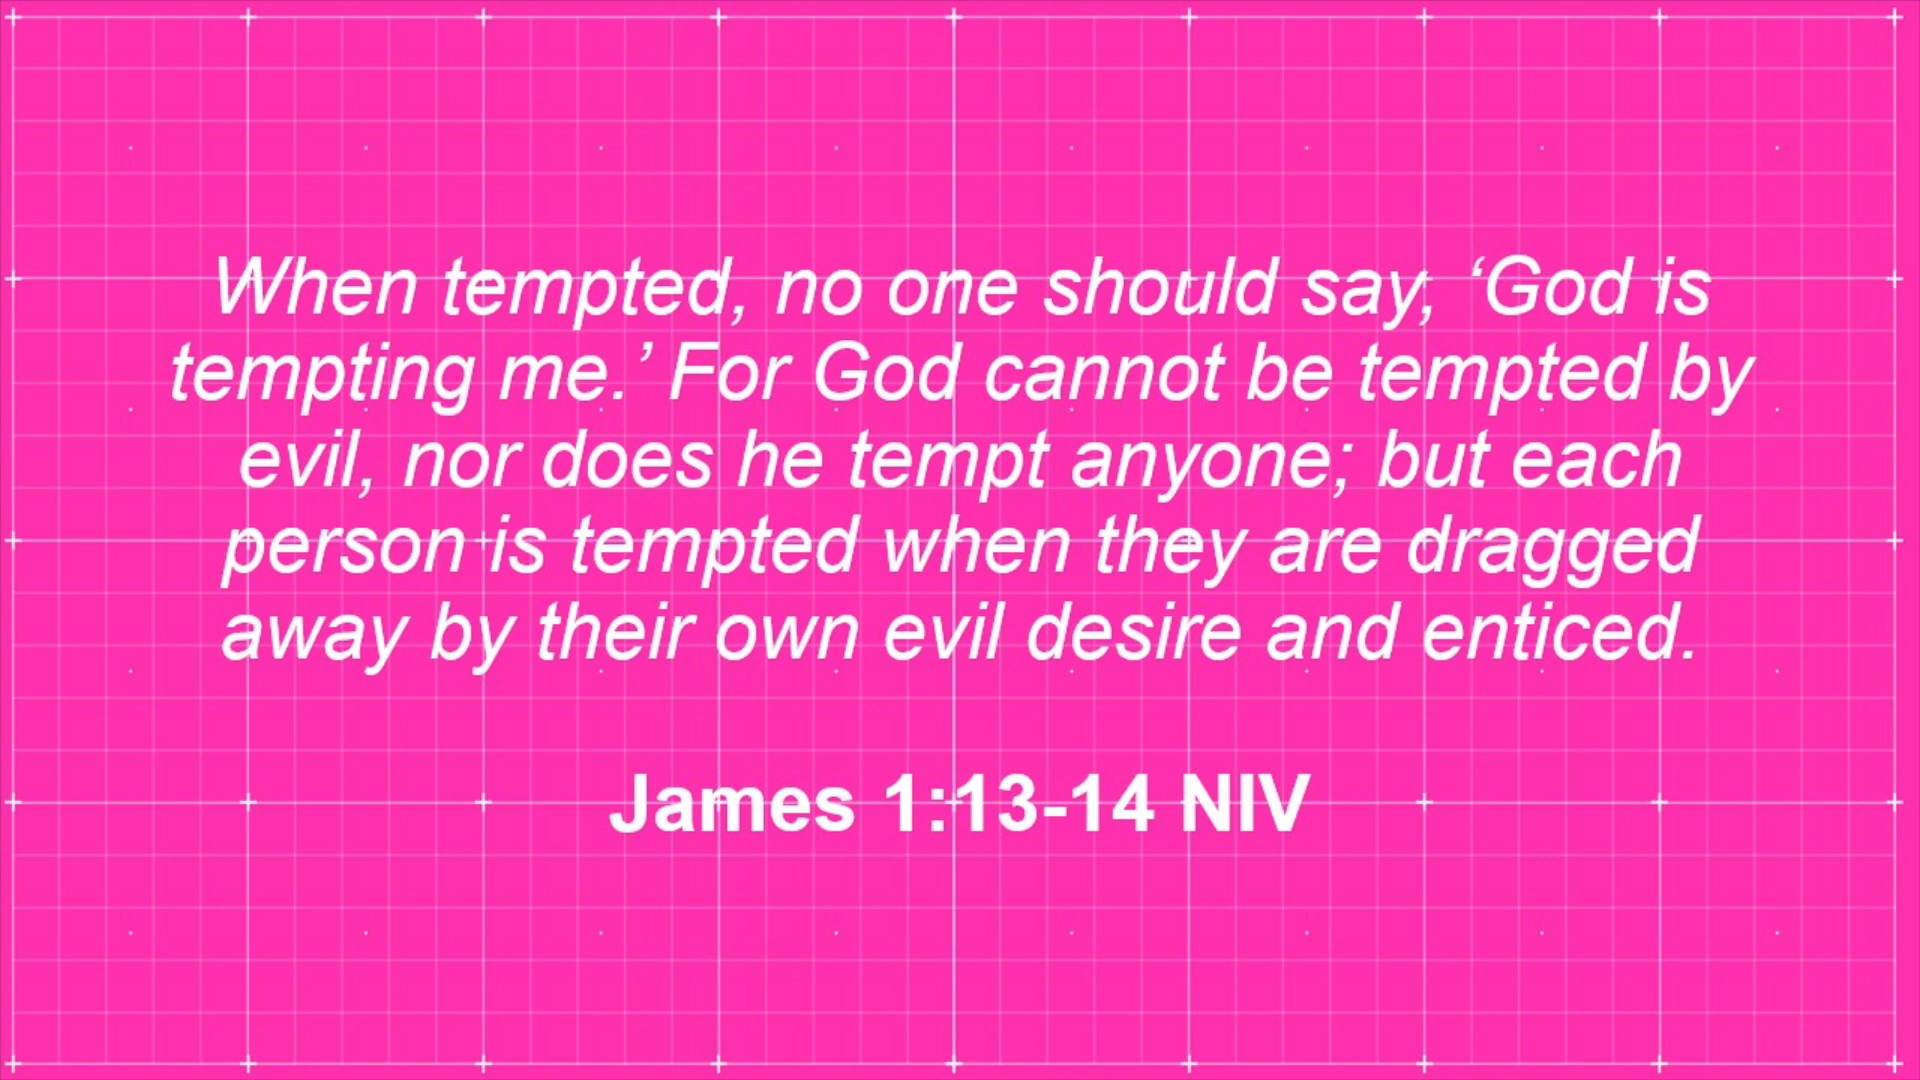 When tempted, no one should say, ‘God is
tempting me.’ For God cannot be tempted by
evil, nor does he tempt anyone; but each
person is tempted when they are dragged
away by their own evil desire and enticed.
James 1:13-14 NIV